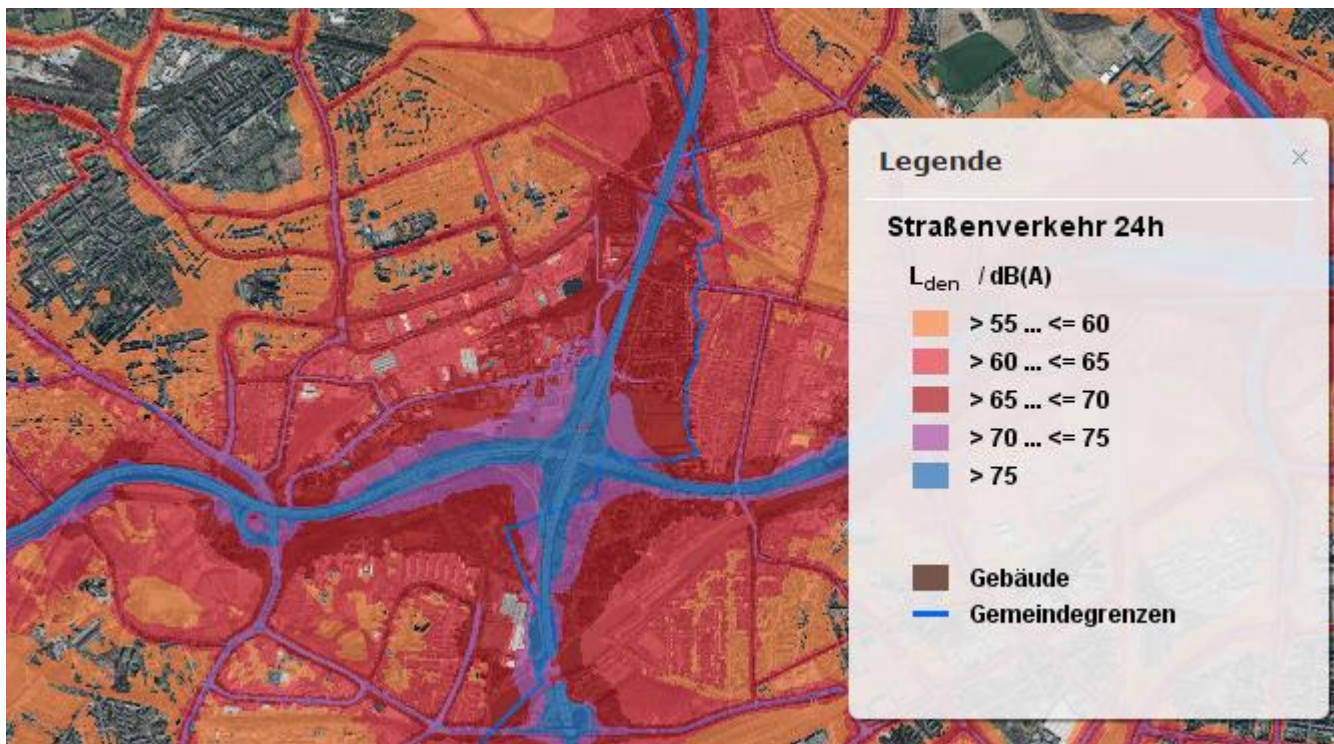 Legende
Straßenverkehr 24h
Lden / dB(A)
> 55 ... <= 60
> 60 ... <= 65
> 65 ... <= 70
> 70 ... <= 75
> 75
Gebäude
Gemeindegrenzen